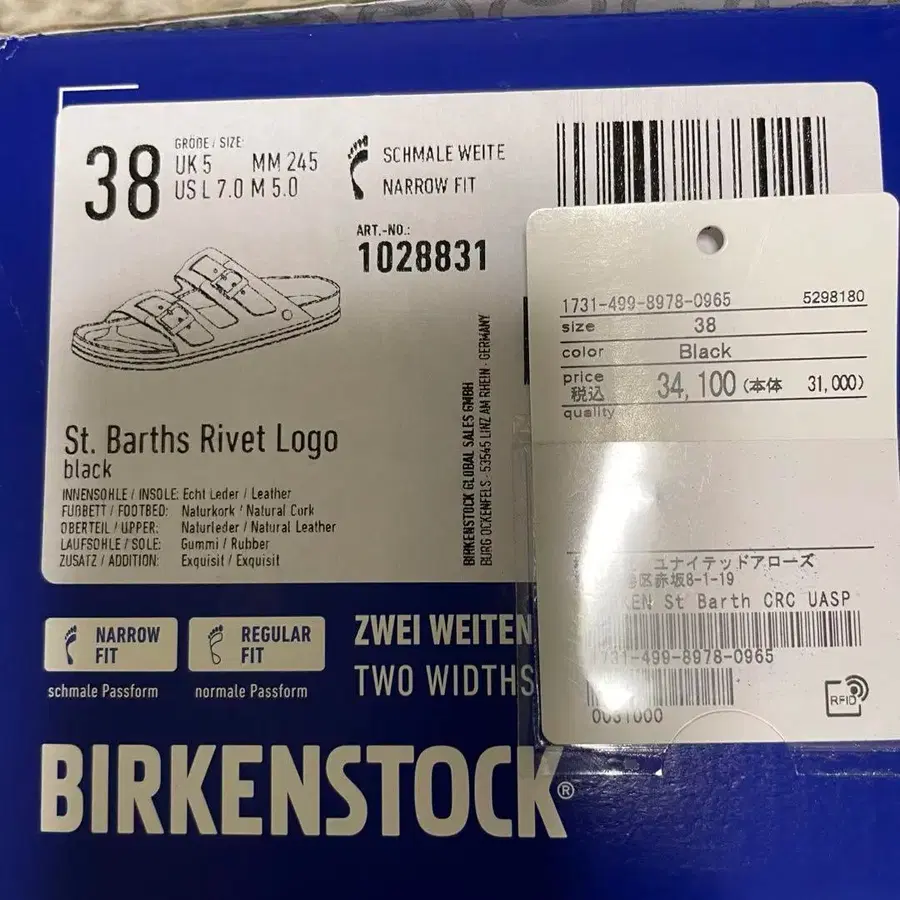 38
GRÖßE / SIZE:
UK 5 MM 245
US L 7.0 M 5.0
SCHMALE WEITE
NARROW FIT
ART.-NO.:
1028831
St. Barths Rivet Logo
black
INNENSOHLE / INSOLE: Echt Leder / Leather
FUßBETT / FOOTBED: Naturkork / Natural Cork
OBERTEIL / UPPER: Naturleder / Natural Leather
LAUFSOHLE / SOLE: Gummi / Rubber
ZUSATZ / ADDITION: Exquisit / Exquisit
BIRKENSTOCK GLOBAL SALES GMBH
BURG OCKENFELS - 53545 LINZ AM RHEIN - GERMANY
NARROW
FIT
schmale Passform
REGULAR
FIT
normale Passform
ZWEI WEITEN
TWO WIDTHS
BIRKENSTOCK®
1731-499-8978-0965 5298180
size 38
color Black
price
税込 34,100 (本体 31,000)
quality
ユナイテッドアローズ
区赤坂8-1-19
St Barth CRC UASP
1731-499-8978-0965
0031000
RFID